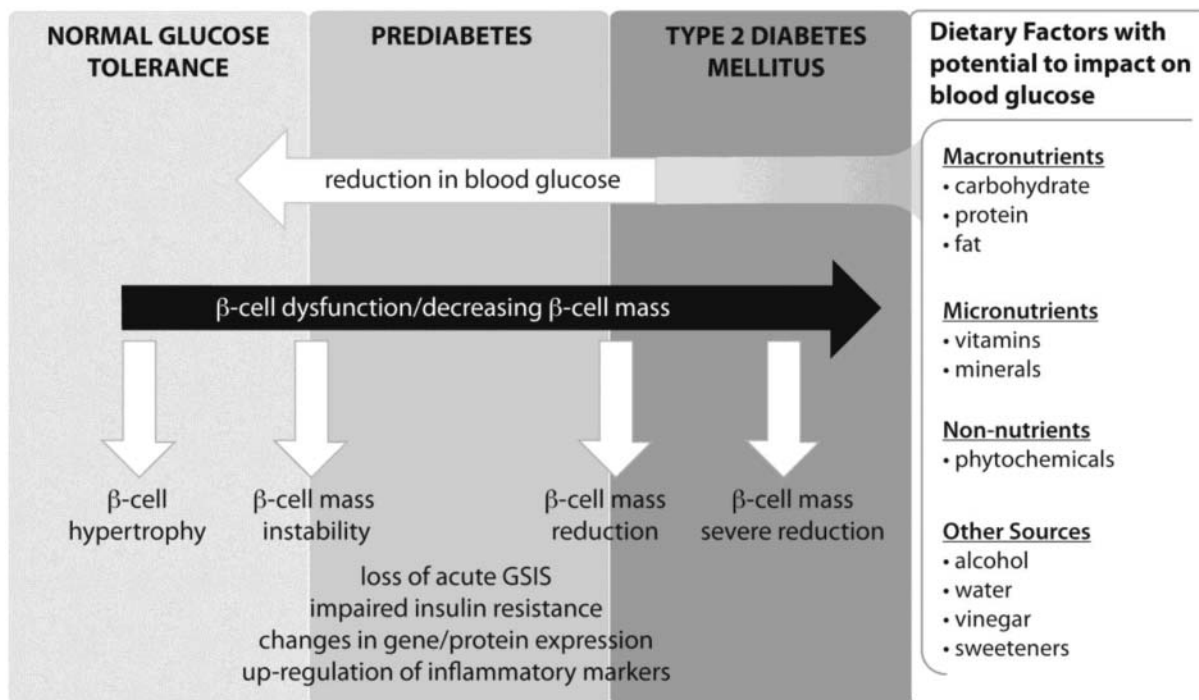 NORMAL GLUCOSE
TOLERANCE
PREDIABETES
TYPE 2 DIABETES
MELLITUS
reduction in blood glucose
β-cell dysfunction/decreasing β-cell mass
β-cell
hypertrophy
β-cell mass
instability
β-cell mass
reduction
β-cell mass
severe reduction
loss of acute GSIS
impaired insulin resistance
changes in gene/protein expression
up-regulation of inflammatory markers
Dietary Factors with
potential to impact on
blood glucose
Macronutrients
• carbohydrate
• protein
• fat
Micronutrients
• vitamins
• minerals
Non-nutrients
• phytochemicals
Other Sources
• alcohol
• water
• vinegar
• sweeteners